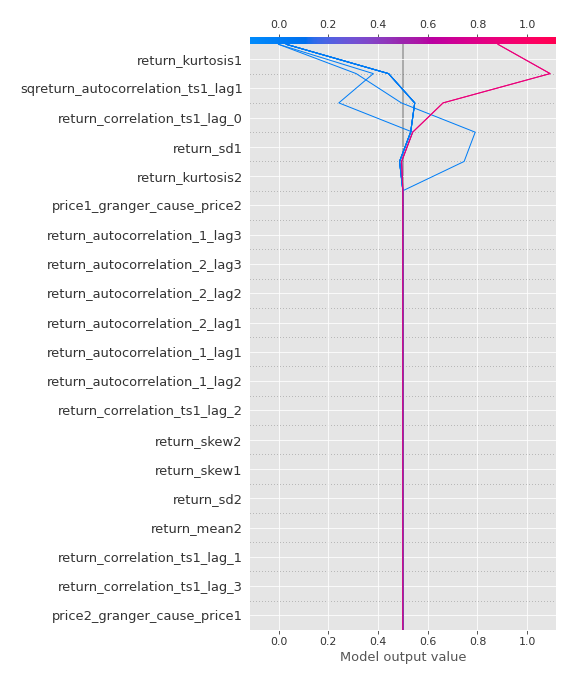 0.0 0.2 0.4 0.6 0.8 1.0
return_kurtosis1
sqreturn_autocorrelation_ts1_lag1
return_correlation_ts1_lag_0
return_sd1
return_kurtosis2
price1_granger_cause_price2
return_autocorrelation_1_lag3
return_autocorrelation_2_lag3
return_autocorrelation_2_lag2
return_autocorrelation_2_lag1
return_autocorrelation_1_lag1
return_autocorrelation_1_lag2
return_correlation_ts1_lag_2
return_skew2
return_skew1
return_sd2
return_mean2
return_correlation_ts1_lag_1
return_correlation_ts1_lag_3
price2_granger_cause_price1
0.0 0.2 0.4 0.6 0.8 1.0
Model output value